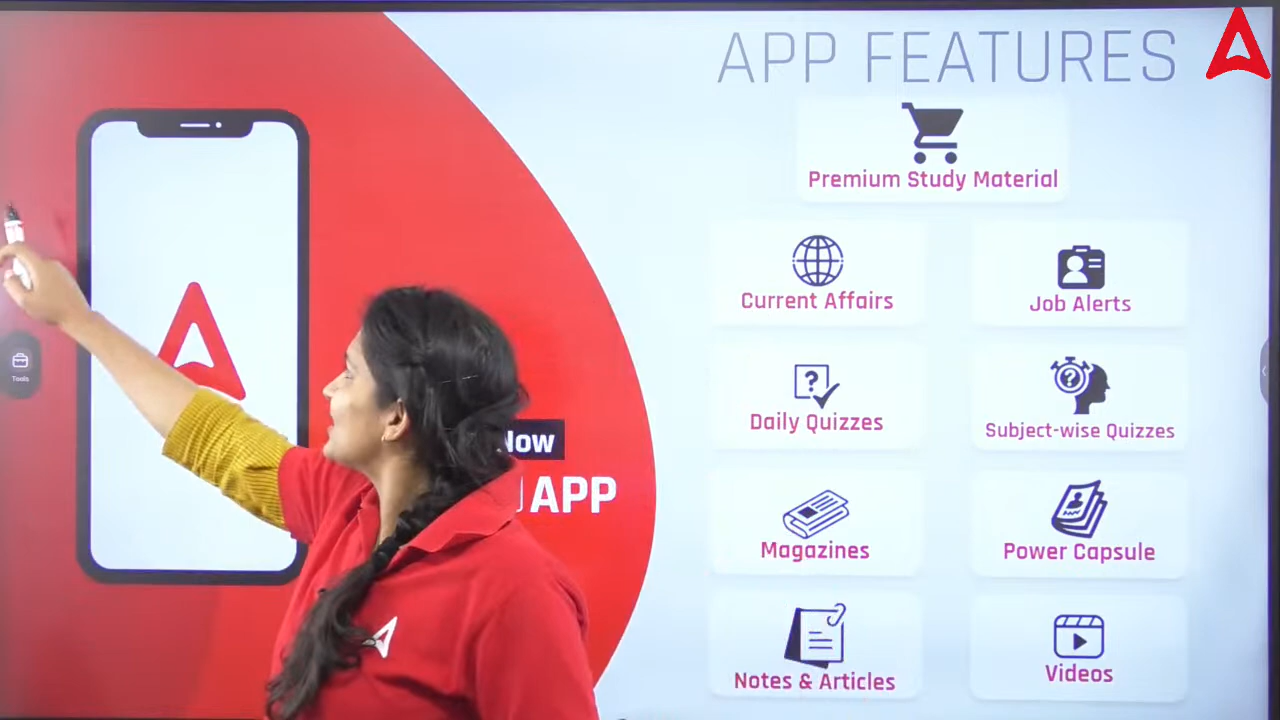 APP FEATURES
Premium Study Material
Current Affairs
Job Alerts
Daily Quizzes
Subject-wise Quizzes
Magazines
Power Capsule
Notes & Articles
Videos
Now
APP
Tools